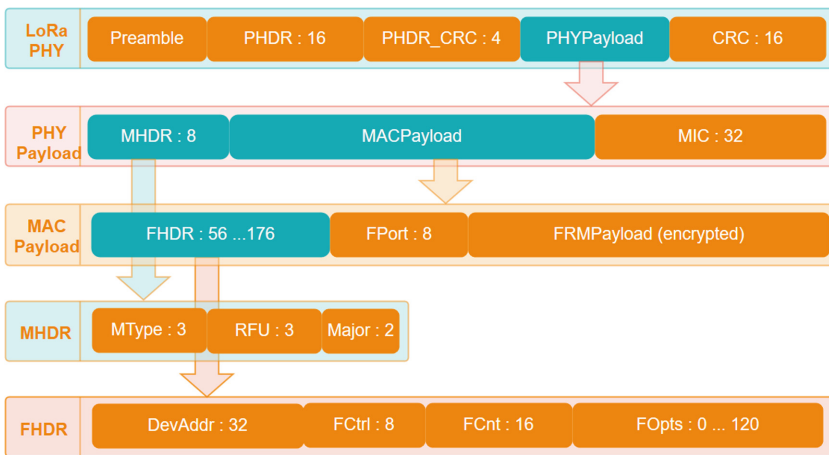 LoRa
PHY
Preamble
PHDR : 16
PHDR_CRC : 4
PHYPayload
CRC : 16
PHY
Payload
MHDR : 8
MACPayload
MIC : 32
MAC
Payload
FHDR : 56 ...176
FPort : 8
FRMPayload (encrypted)
MHDR
MType : 3
RFU : 3
Major : 2
FHDR
DevAddr : 32
FCtrl : 8
FCnt : 16
FOpts : 0 ... 120